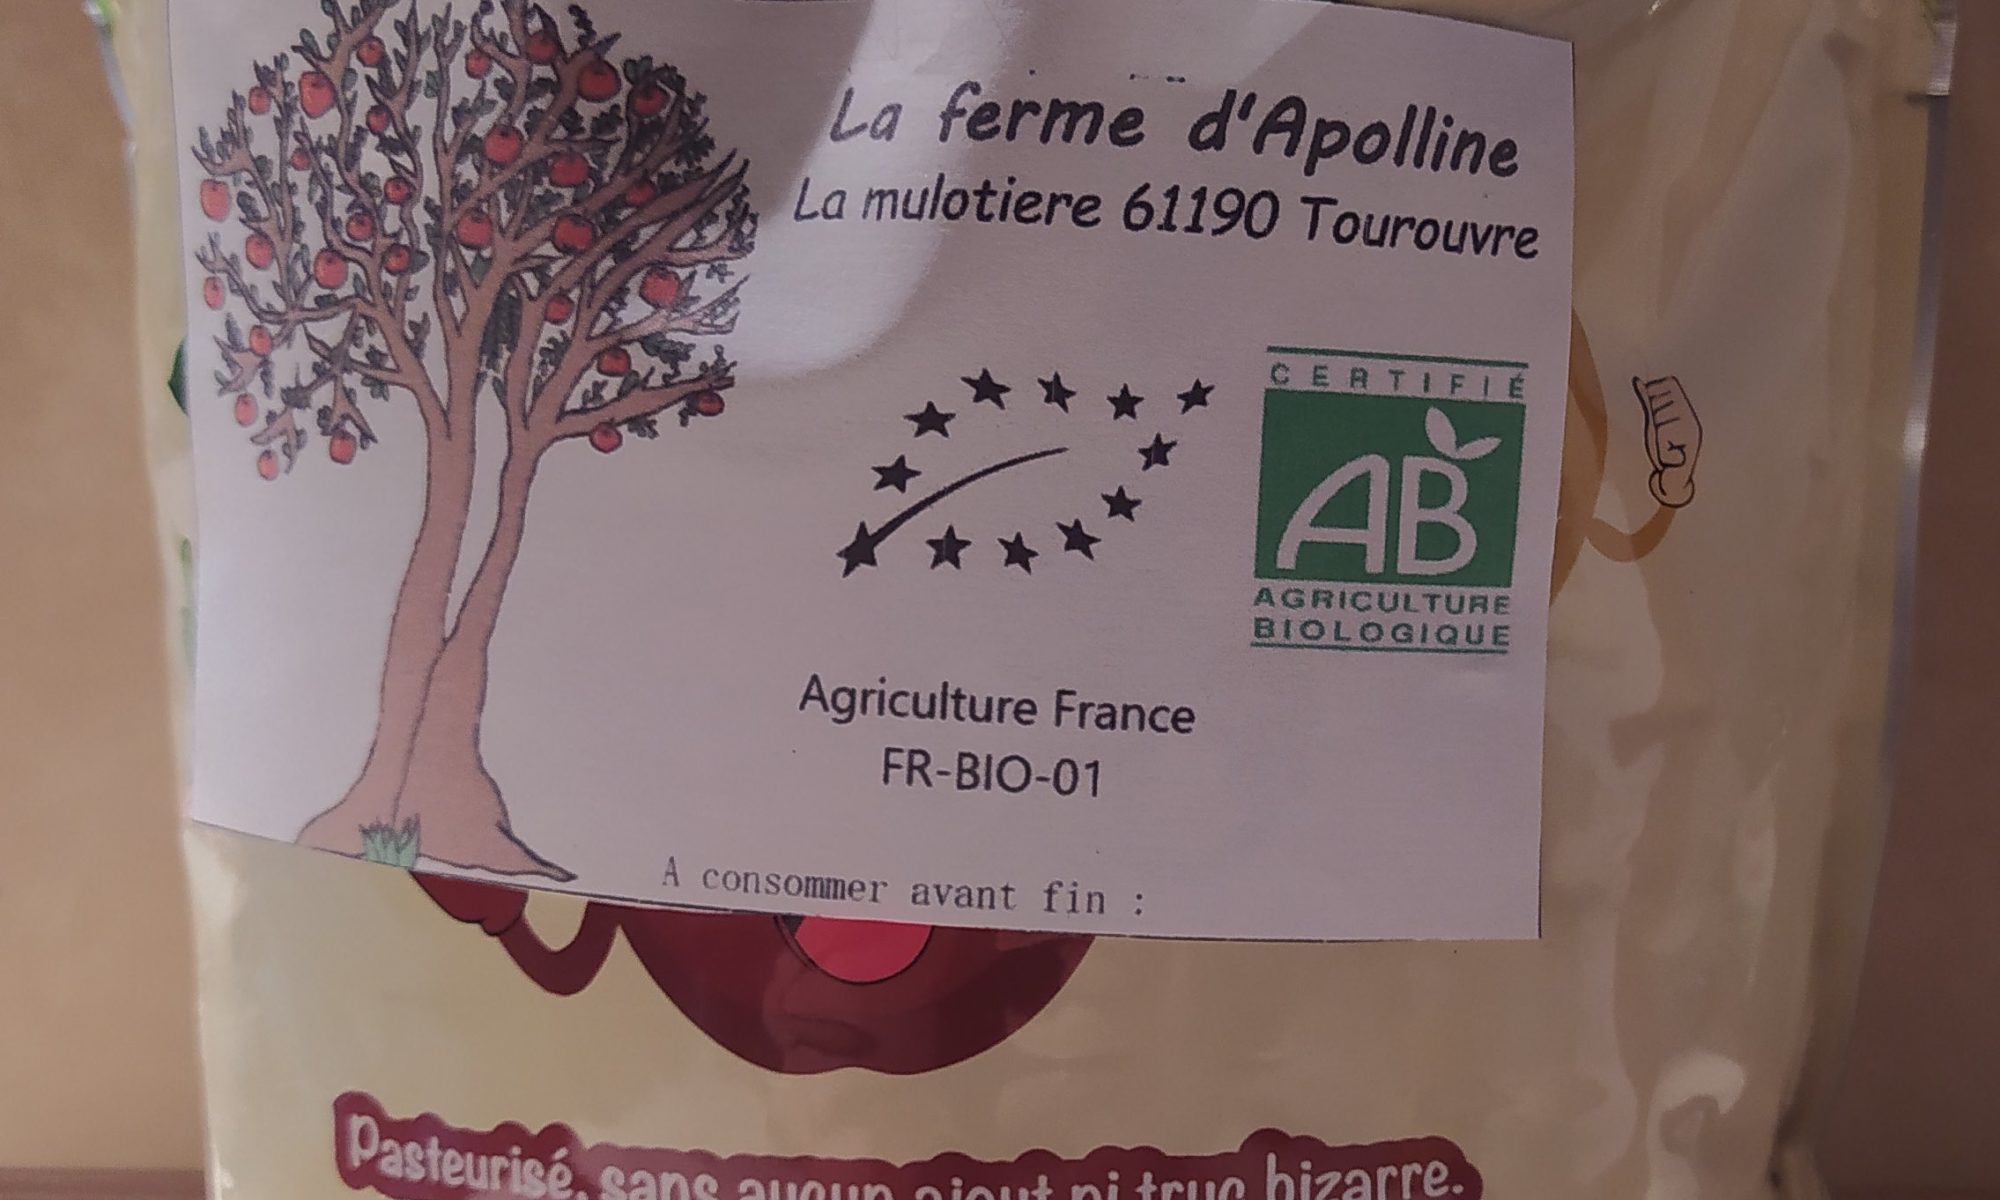 La ferme d'Apolline
La mulotiere 61190 Tourouvre
CERTIFIÉ
AB
AGRICULTURE
BIOLOGIQUE
Agriculture France
FR-BIO-01
A consommer avant fin :
Pasteurisé, sans aucun ajout ni truc bizarre.